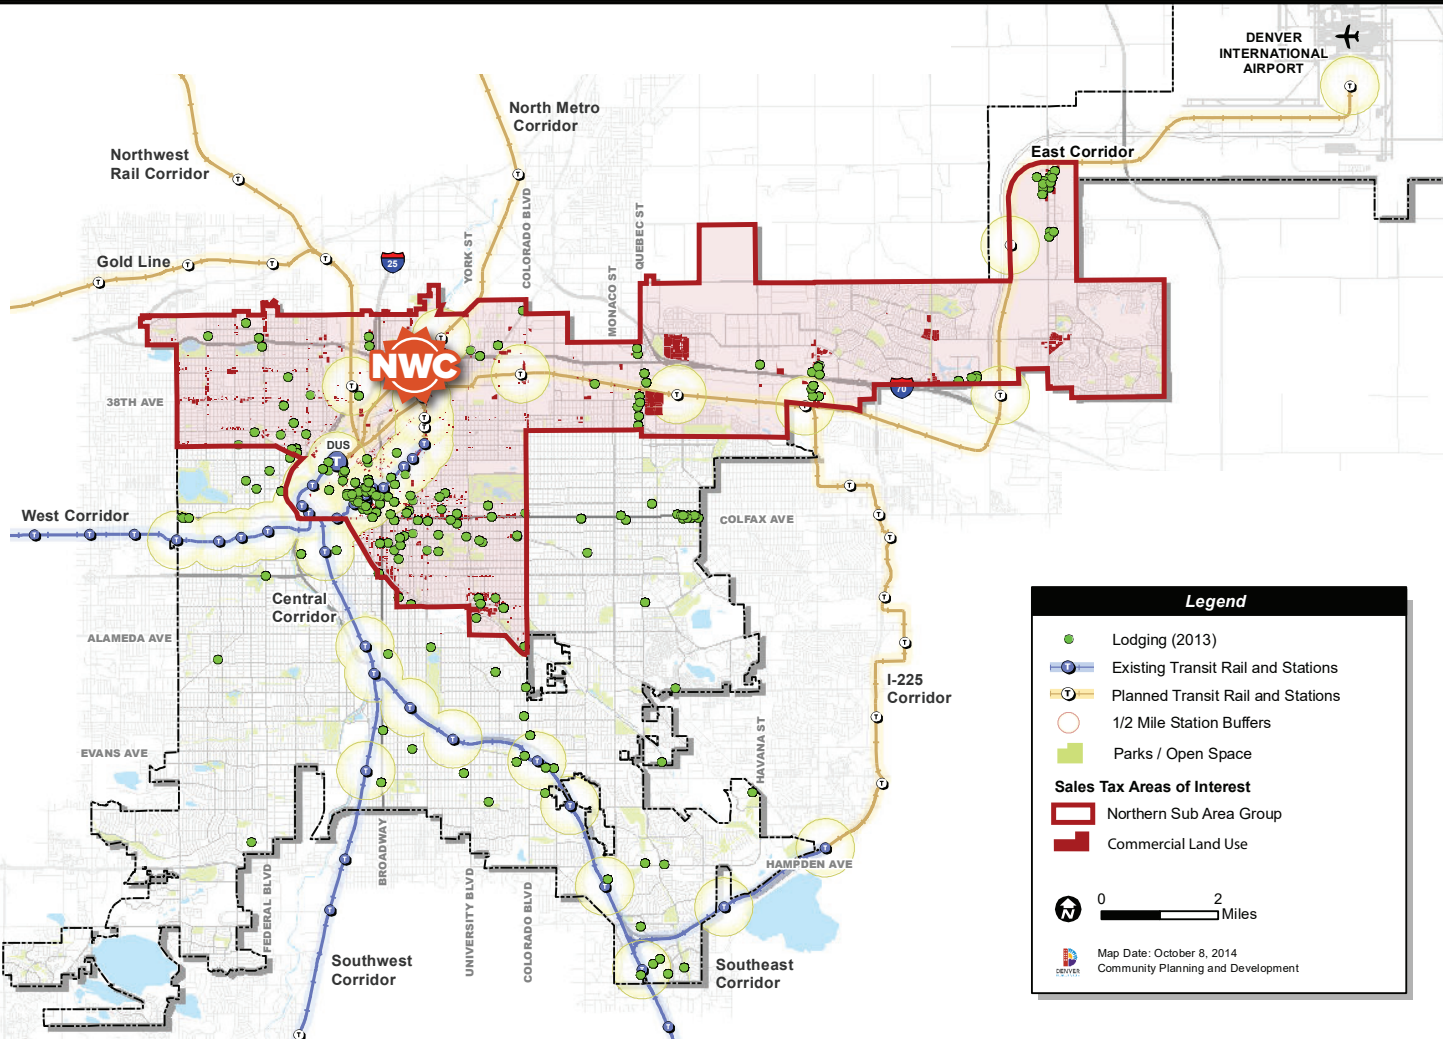 DENVER
INTERNATIONAL
AIRPORT
North Metro
Corridor
East Corridor
Northwest
Rail Corridor
Gold Line
25
YORK ST
COLORADO BLVD
QUEBEC ST
MONACO ST
NWC
70
38TH AVE
DUS
T
West Corridor
COLFAX AVE
Central
Corridor
ALAMEDA AVE
I-225
Corridor
EVANS AVE
HAVANA ST
BROADWAY
HAMPDEN AVE
FEDERAL BLVD
UNIVERSITY BLVD
COLORADO BLVD
Southwest
Corridor
Southeast
Corridor
Legend
Lodging (2013)
T Existing Transit Rail and Stations
T Planned Transit Rail and Stations
1/2 Mile Station Buffers
Parks / Open Space
Sales Tax Areas of Interest
Northern Sub Area Group
Commercial Land Use
N
0 2
Miles
DENVER
Map Date: October 8, 2014
Community Planning and Development